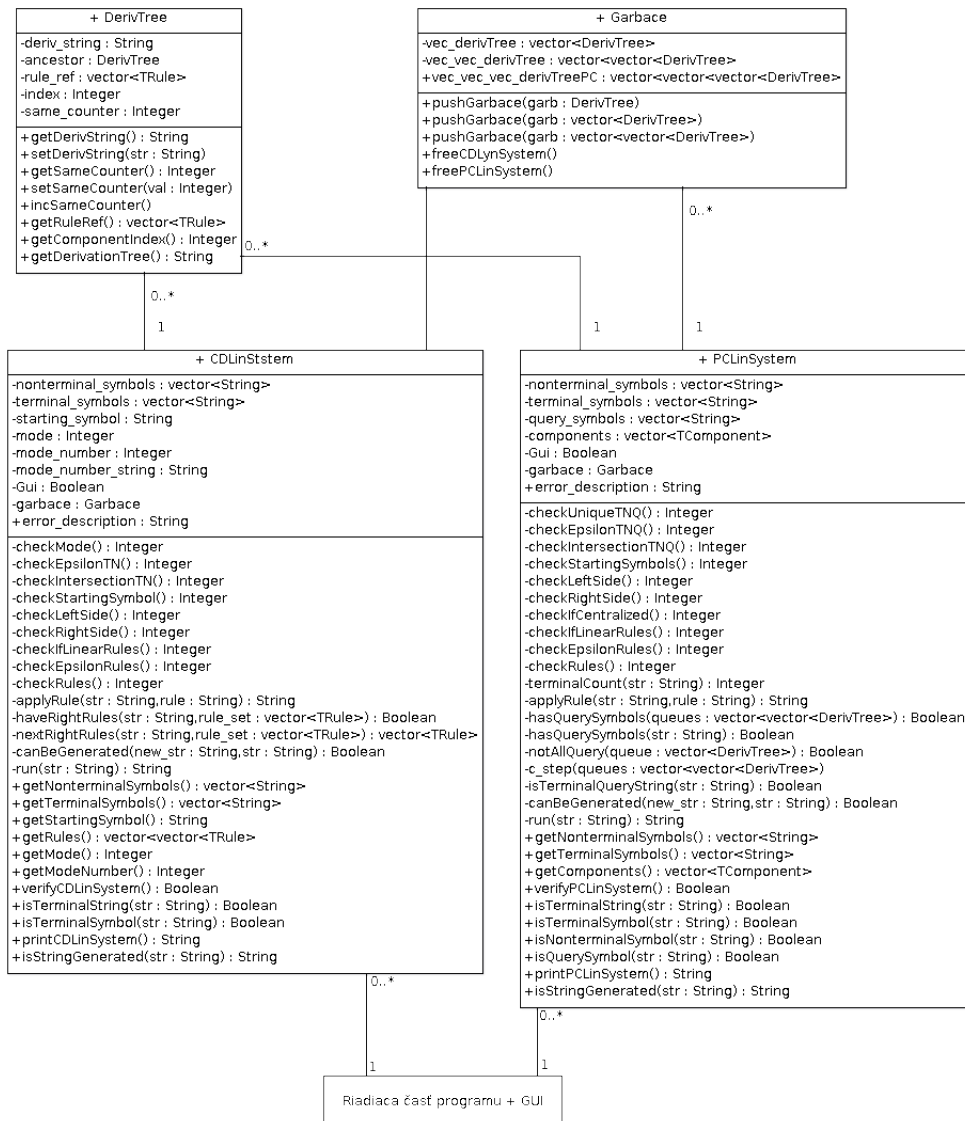 + DerivTree
-deriv_string : String
-ancestor : DerivTree
-rule_ref : vector<TRule>
-index : Integer
-same_counter : Integer
+getDerivString() : String
+setDerivString(str : String)
+getSameCounter() : Integer
+setSameCounter(val : Integer)
+incSameCounter()
+getRuleRef() : vector<TRule>
+getComponentIndex() : Integer
+getDerivationTree() : String
+ Garbace
-vec_derivTree : vector<DerivTree>
-vec_vec_derivTree : vector<vector<DerivTree>
+vec_vec_vec_derivTreePC : vector<vector<vector<DerivTree>
+pushGarbace(garb : DerivTree)
+pushGarbace(garb : vector<DerivTree>)
+pushGarbace(garb : vector<vector<DerivTree>)
+freeCDLynSystem()
+freePCLinSystem()
0..*
0..*
0..*
1
1
1
+ CDLinStstem
-nonterminal_symbols : vector<String>
-terminal_symbols : vector<String>
-starting_symbol : String
-mode : Integer
-mode_number : Integer
-mode_number_string : String
-Gui : Boolean
-garbace : Garbace
+error_description : String
-checkMode() : Integer
-checkEpsilonTN() : Integer
-checkIntersectionTN() : Integer
-checkStartingSymbol() : Integer
-checkLeftSide() : Integer
-checkRightSide() : Integer
-checkIfLinearRules() : Integer
-checkEpsilonRules() : Integer
-checkRules() : Integer
-applyRule(str : String,rule : String) : String
-haveRightRules(str : String,rule_set : vector<TRule>) : Boolean
-nextRightRules(str : String,rule_set : vector<TRule>) : vector<TRule>
-canBeGenerated(new_str : String,str : String) : Boolean
-run(str : String) : String
+getNonterminalSymbols() : vector<String>
+getTerminalSymbols() : vector<String>
+getStartingSymbol() : String
+getRules() : vector<vector<TRule>
+getMode() : Integer
+getModeNumber() : Integer
+verifyCDLinSystem() : Boolean
+isTerminalString(str : String) : Boolean
+isTerminalSymbol(str : String) : Boolean
+printCDLinSystem() : String
+isStringGenerated(str : String) : String
+ PCLinSystem
-nonterminal_symbols : vector<String>
-terminal_symbols : vector<String>
-query_symbols : vector<String>
-components : vector<TComponent>
-Gui : Boolean
-garbace : Garbace
+error_description : String
-checkUniqueTNQ() : Integer
-checkEpsilonTNQ() : Integer
-checkIntersectionTNQ() : Integer
-checkStartingSymbols() : Integer
-checkLeftSide() : Integer
-checkRightSide() : Integer
-checkIfCentralized() : Integer
-checkIfLinearRules() : Integer
-checkEpsilonRules() : Integer
-checkRules() : Integer
-terminalCount(str : String) : Integer
-applyRule(str : String,rule : String) : String
-hasQuerySymbols(queues : vector<vector<DerivTree>) : Boolean
-hasQuerySymbols(str : String) : Boolean
-notAllQuery(queue : vector<DerivTree>) : Boolean
-c_step(queues : vector<vector<DerivTree>)
-isTerminalQueryString(str : String) : Boolean
-canBeGenerated(new_str : String,str : String) : Boolean
-run(str : String) : String
+getNonterminalSymbols() : vector<String>
+getTerminalSymbols() : vector<String>
+getComponents() : vector<TComponent>
+verifyPCLinSystem() : Boolean
+isTerminalString(str : String) : Boolean
+isTerminalSymbol(str : String) : Boolean
+isNonterminalSymbol(str : String) : Boolean
+isQuerySymbol(str : String) : Boolean
+printPCLinSystem() : String
+isStringGenerated(str : String) : String
0..*
0..*
1
1
Riadiaca časť programu + GUI